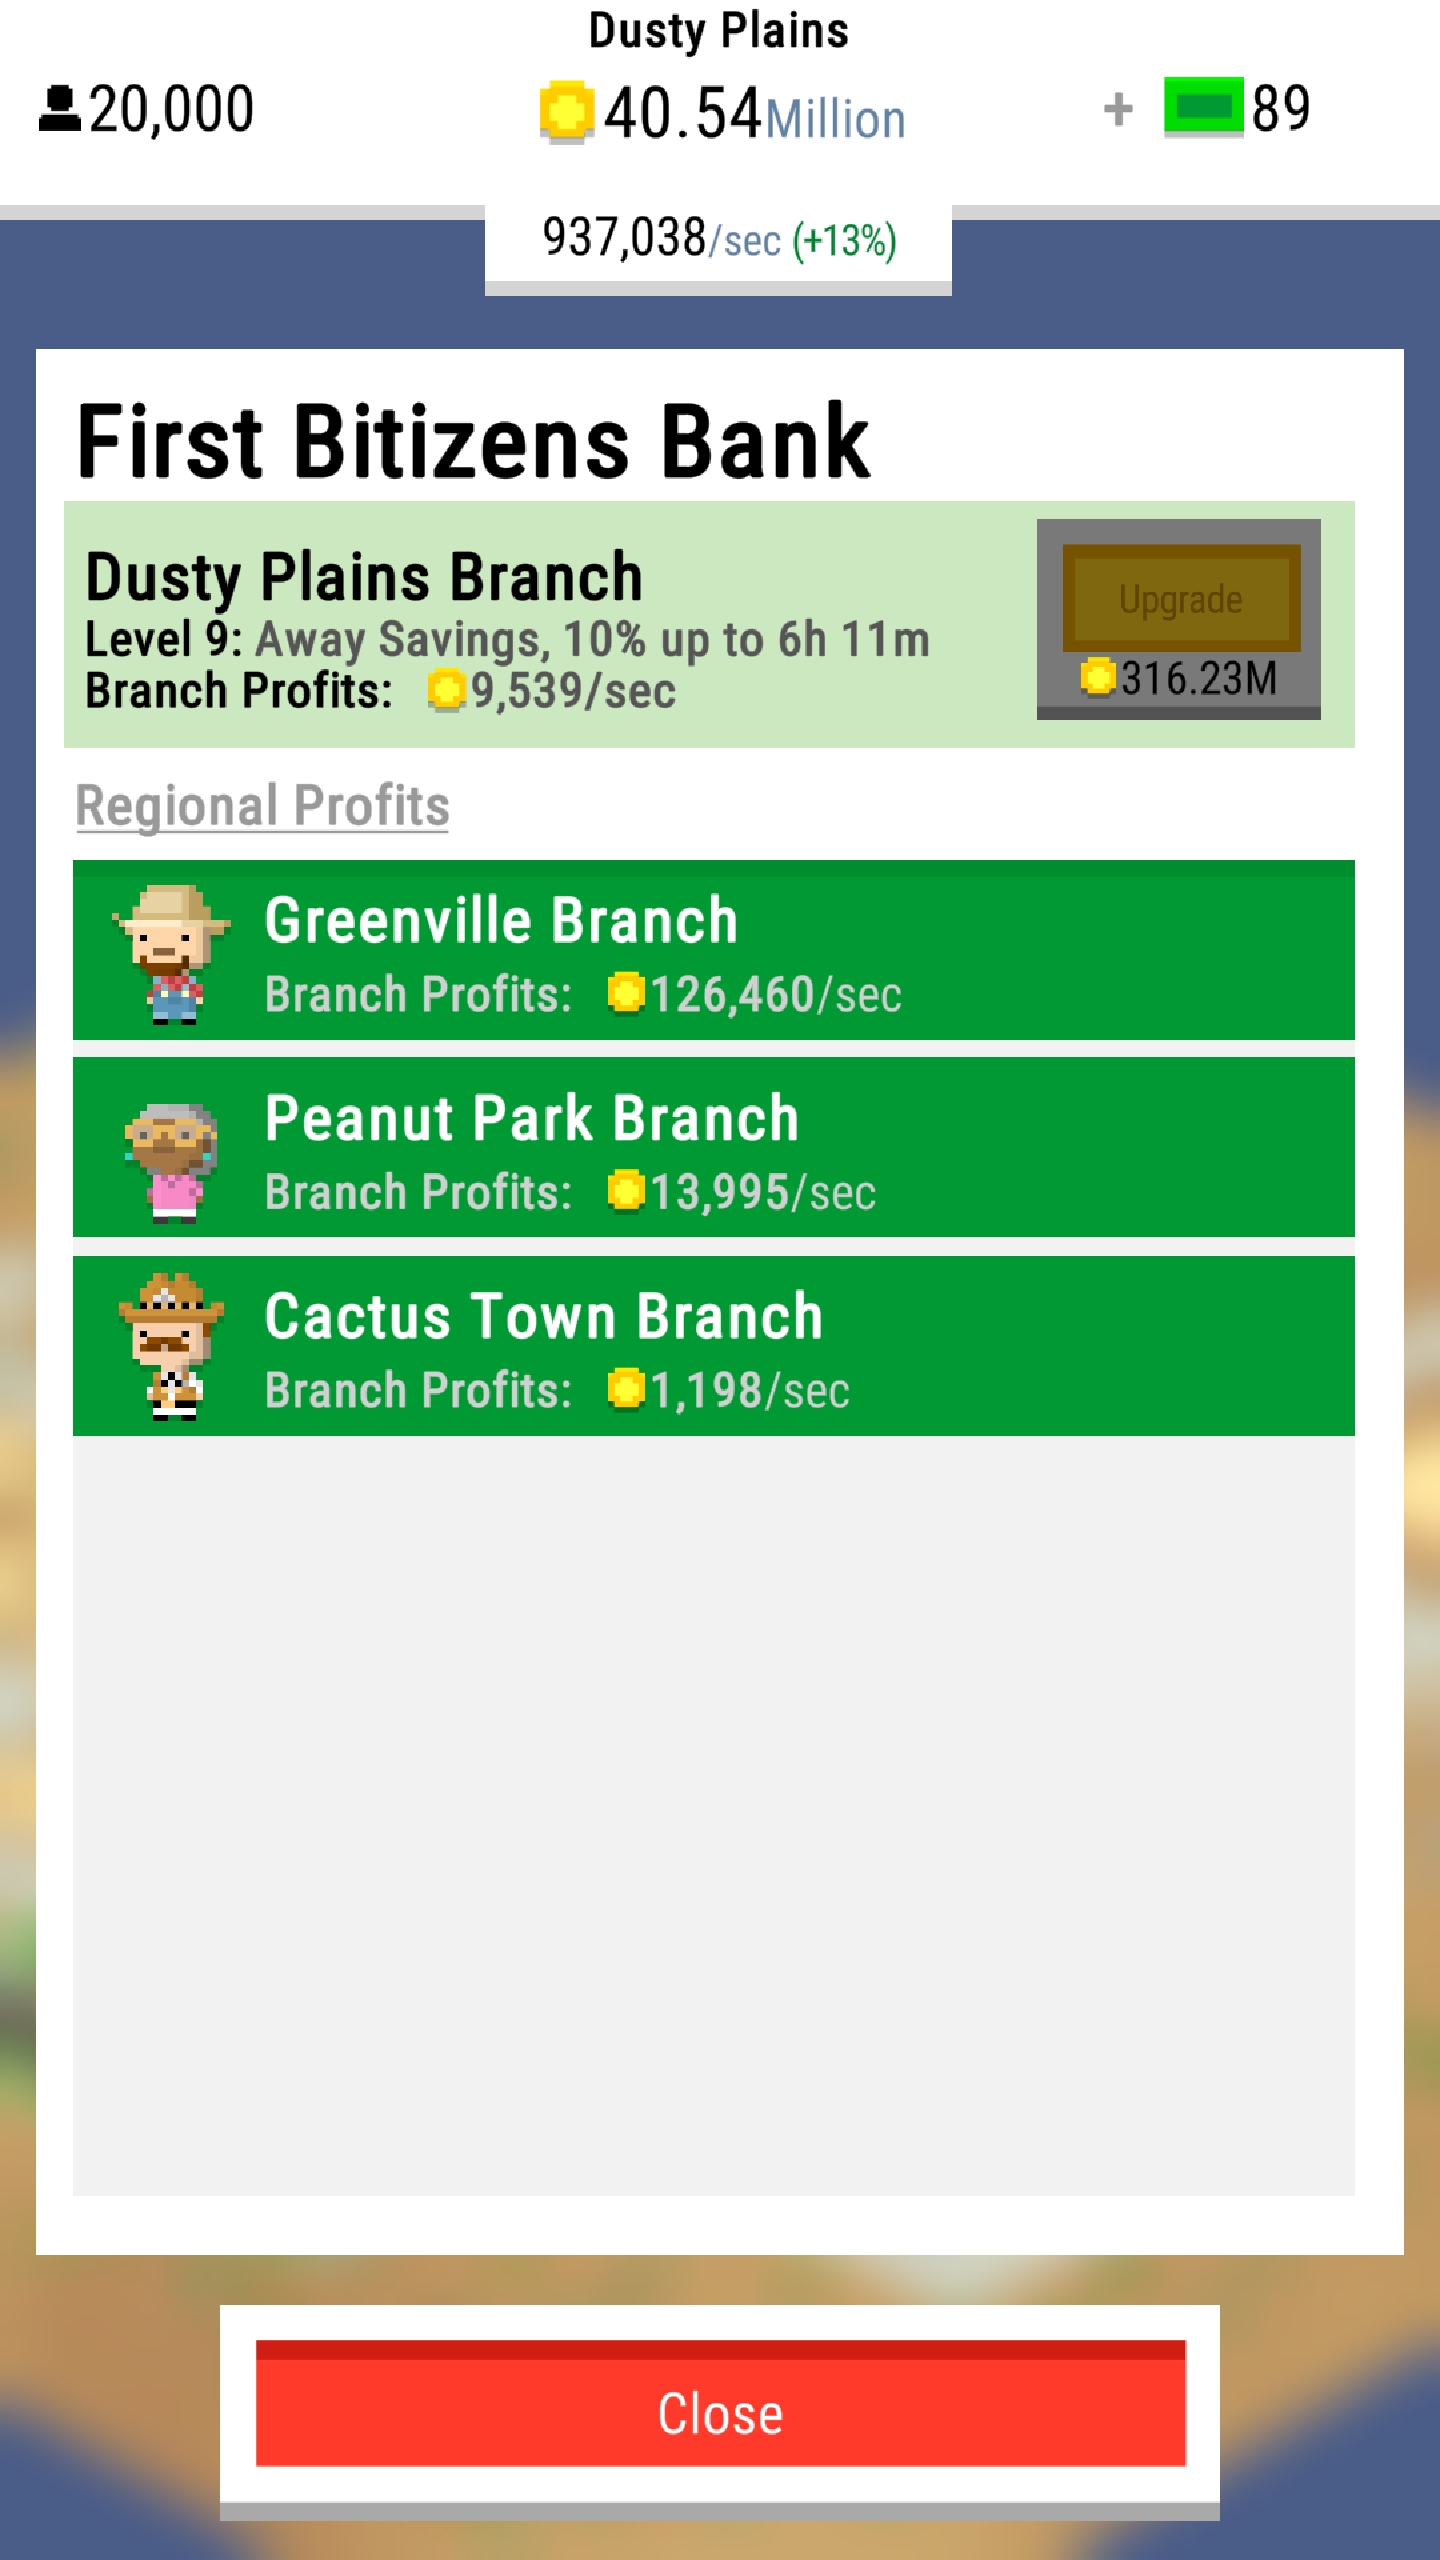 Dusty Plains
20,000
40.54Million
+ 89
937,038/sec (+13%)
First Bitizens Bank
Dusty Plains Branch
Level 9: Away Savings, 10% up to 6h 11m
Branch Profits: 9,539/sec
Upgrade
316.23M
Regional Profits
Greenville Branch
Branch Profits: 126,460/sec
Peanut Park Branch
Branch Profits: 13,995/sec
Cactus Town Branch
Branch Profits: 1,198/sec
Close